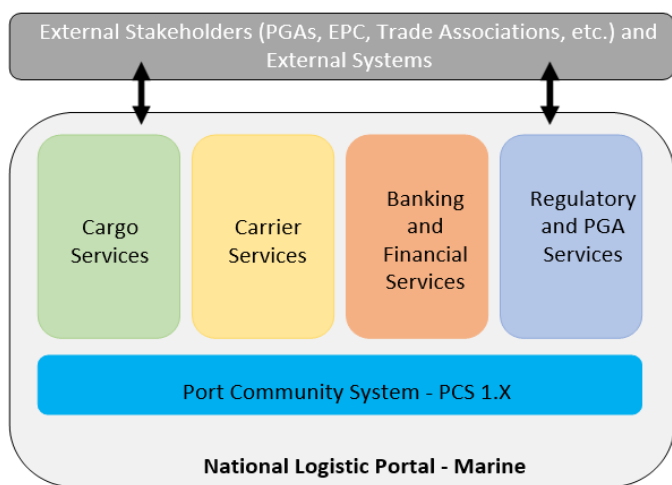 External Stakeholders (PGAs, EPC, Trade Associations, etc.) and
External Systems
Cargo
Services
Carrier
Services
Banking
and
Financial
Services
Regulatory
and PGA
Services
Port Community System - PCS 1.X
National Logistic Portal - Marine